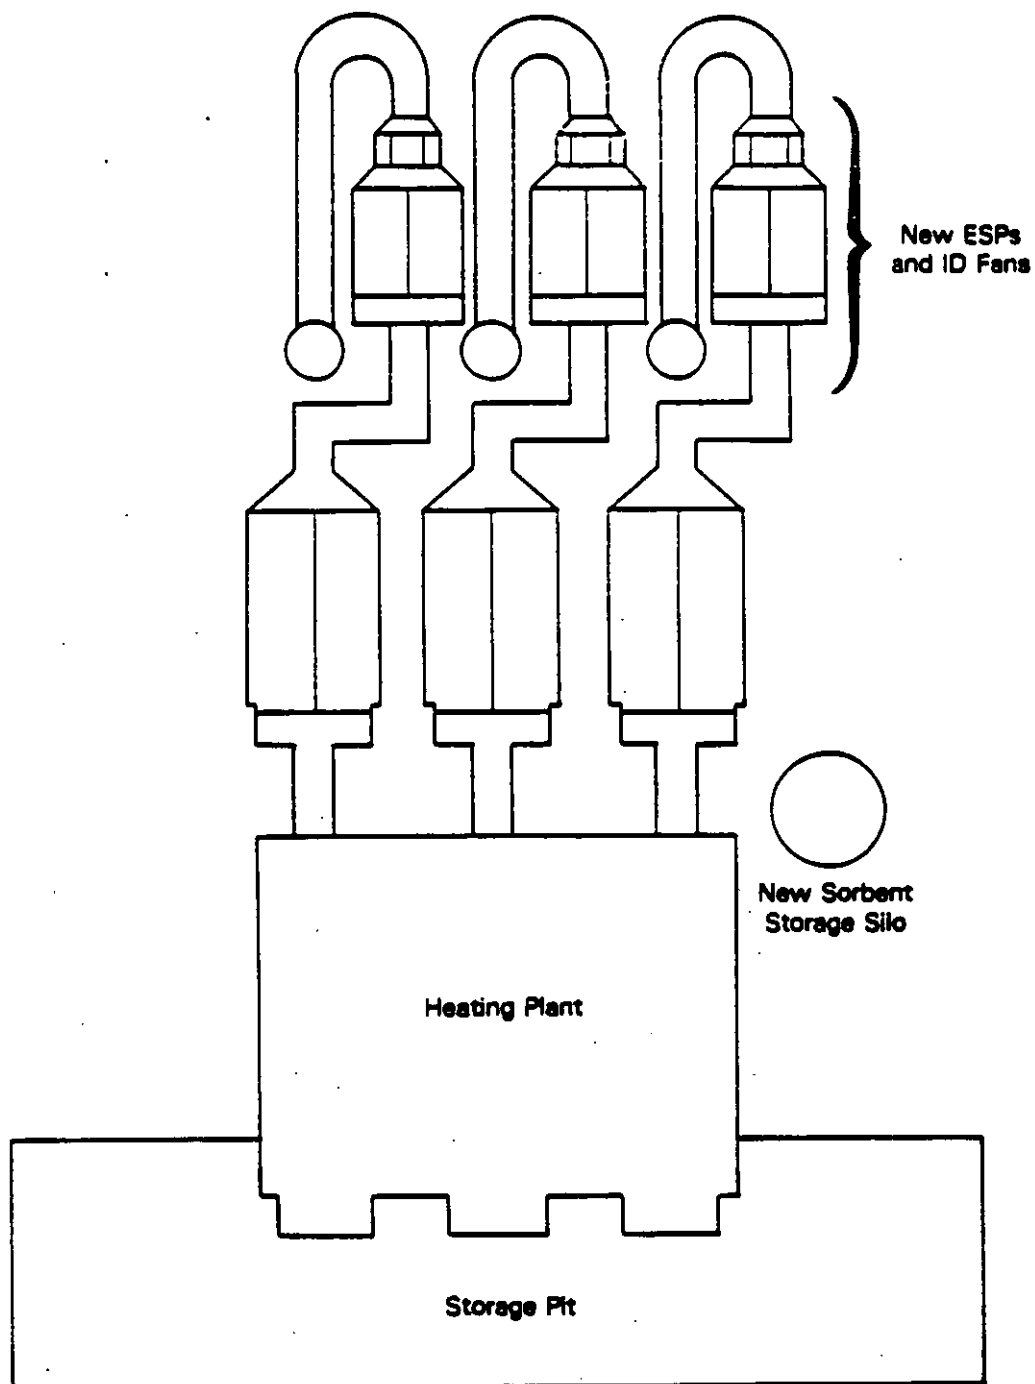 New ESPs
and ID Fans
New Sorbent
Storage Silo
Heating Plant
Storage Pit